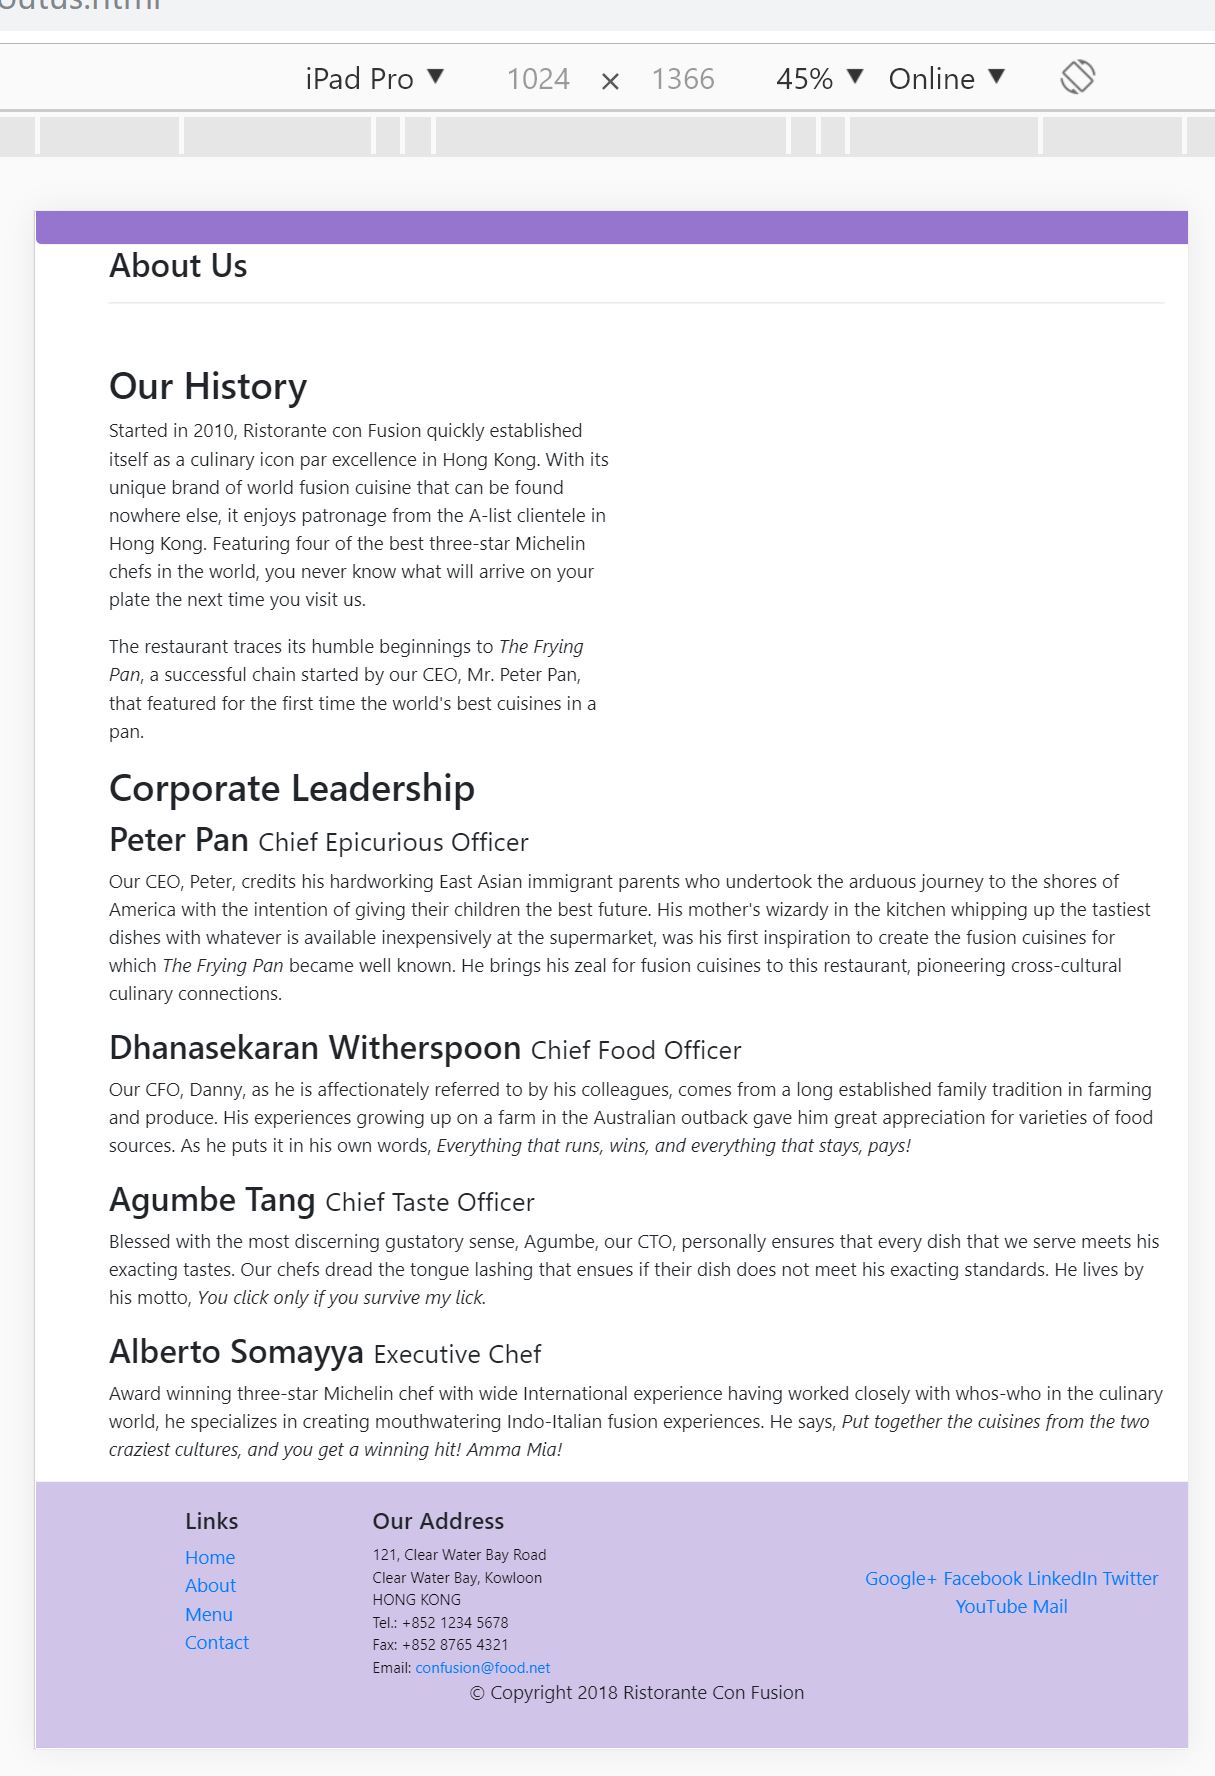 outus.html
iPad Pro ▼ 1024 × 1366 45% ▼ Online ▼
About Us
Our History
Started in 2010, Ristorante con Fusion quickly established
itself as a culinary icon par excellence in Hong Kong. With its
unique brand of world fusion cuisine that can be found
nowhere else, it enjoys patronage from the A-list clientele in
Hong Kong. Featuring four of the best three-star Michelin
chefs in the world, you never know what will arrive on your
plate the next time you visit us.
The restaurant traces its humble beginnings to The Frying
Pan, a successful chain started by our CEO, Mr. Peter Pan,
that featured for the first time the world's best cuisines in a
pan.
Corporate Leadership
Peter Pan Chief Epicurious Officer
Our CEO, Peter, credits his hardworking East Asian immigrant parents who undertook the arduous journey to the shores of
America with the intention of giving their children the best future. His mother's wizardy in the kitchen whipping up the tastiest
dishes with whatever is available inexpensively at the supermarket, was his first inspiration to create the fusion cuisines for
which The Frying Pan became well known. He brings his zeal for fusion cuisines to this restaurant, pioneering cross-cultural
culinary connections.
Dhanasekaran Witherspoon Chief Food Officer
Our CFO, Danny, as he is affectionately referred to by his colleagues, comes from a long established family tradition in farming
and produce. His experiences growing up on a farm in the Australian outback gave him great appreciation for varieties of food
sources. As he puts it in his own words, Everything that runs, wins, and everything that stays, pays!
Agumbe Tang Chief Taste Officer
Blessed with the most discerning gustatory sense, Agumbe, our CTO, personally ensures that every dish that we serve meets his
exacting tastes. Our chefs dread the tongue lashing that ensues if their dish does not meet his exacting standards. He lives by
his motto, You click only if you survive my lick.
Alberto Somayya Executive Chef
Award winning three-star Michelin chef with wide International experience having worked closely with whos-who in the culinary
world, he specializes in creating mouthwatering Indo-Italian fusion experiences. He says, Put together the cuisines from the two
craziest cultures, and you get a winning hit! Amma Mia!
Links
Home
About
Menu
Contact
Our Address
121, Clear Water Bay Road
Clear Water Bay, Kowloon
HONG KONG
Tel.: +852 1234 5678
Fax: +852 8765 4321
Email: confusion@food.net
Google+ Facebook LinkedIn Twitter
YouTube Mail
© Copyright 2018 Ristorante Con Fusion